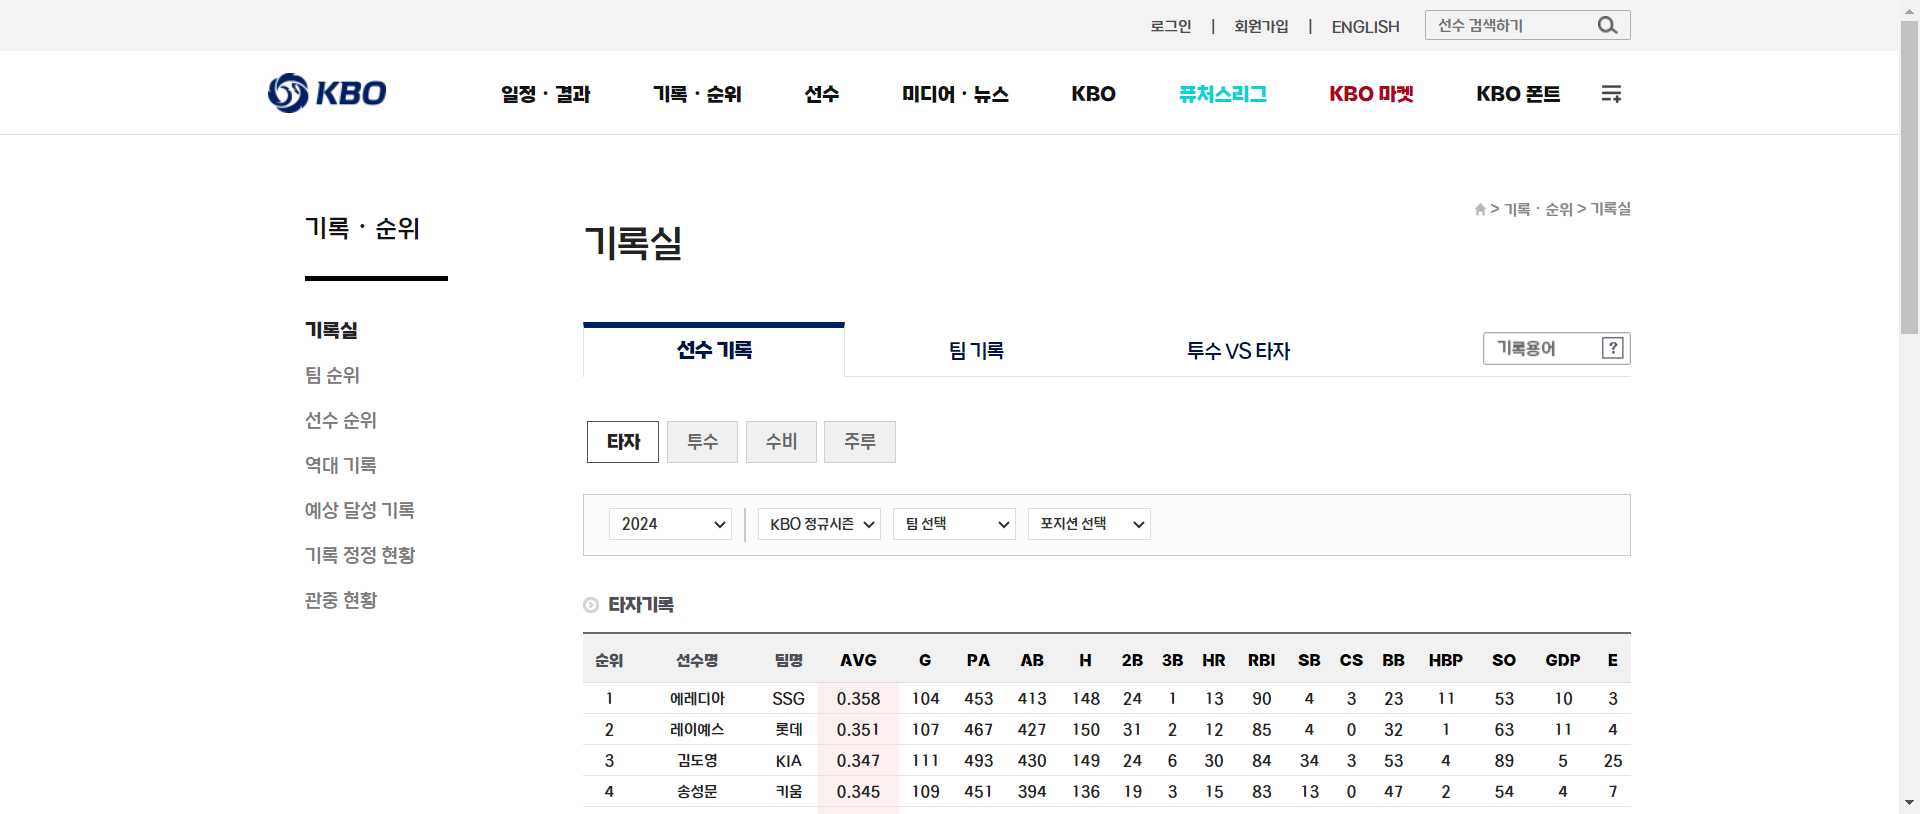 로그인 | 회원가입 | ENGLISH 선수 검색하기
KBO 일정 · 결과 기록 · 순위 선수 미디어 · 뉴스 KBO 퓨처스리그 KBO 마켓 KBO 폰트
> 기록 · 순위 > 기록실
기록 · 순위
기록실
팀 순위
선수 순위
역대 기록
예상 달성 기록
기록 정정 현황
관중 현황
기록실
선수 기록 팀 기록 투수 VS 타자 기록용어 ?
타자 투수 수비 주루
2024 KBO 정규시즌 팀 선택 포지션 선택
타자기록
순위 선수명 팀명 AVG G PA AB H 2B 3B HR RBI SB CS BB HBP SO GDP E
1 에레디아 SSG 0.358 104 453 413 148 24 1 13 90 4 3 23 11 53 10 3
2 레이예스 롯데 0.351 107 467 427 150 31 2 12 85 4 0 32 1 63 11 4
3 김도영 KIA 0.347 111 493 430 149 24 6 30 84 34 3 53 4 89 5 25
4 송성문 키움 0.345 109 451 394 136 19 3 15 83 13 0 47 2 54 4 7